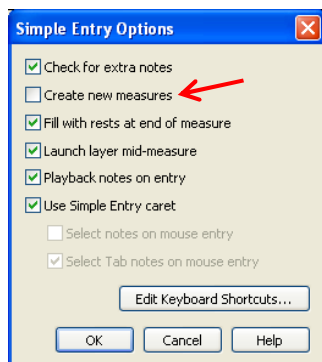 Simple Entry Options
Check for extra notes
Create new measures
Fill with rests at end of measure
Launch layer mid-measure
Playback notes on entry
Use Simple Entry caret
Select notes on mouse entry
Select Tab notes on mouse entry
Edit Keyboard Shortcuts...
OK Cancel Help